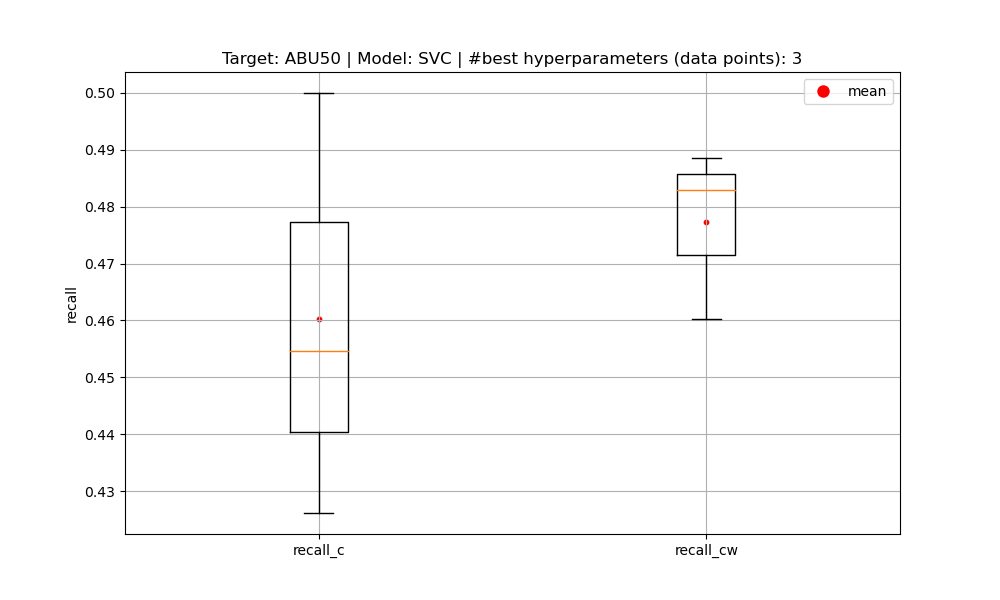 Target: ABU50 | Model: SVC | #best hyperparameters (data points): 3
mean
0.50
0.49
0.48
0.47
0.46
0.45
0.44
0.43
recall
recall_c
recall_cw